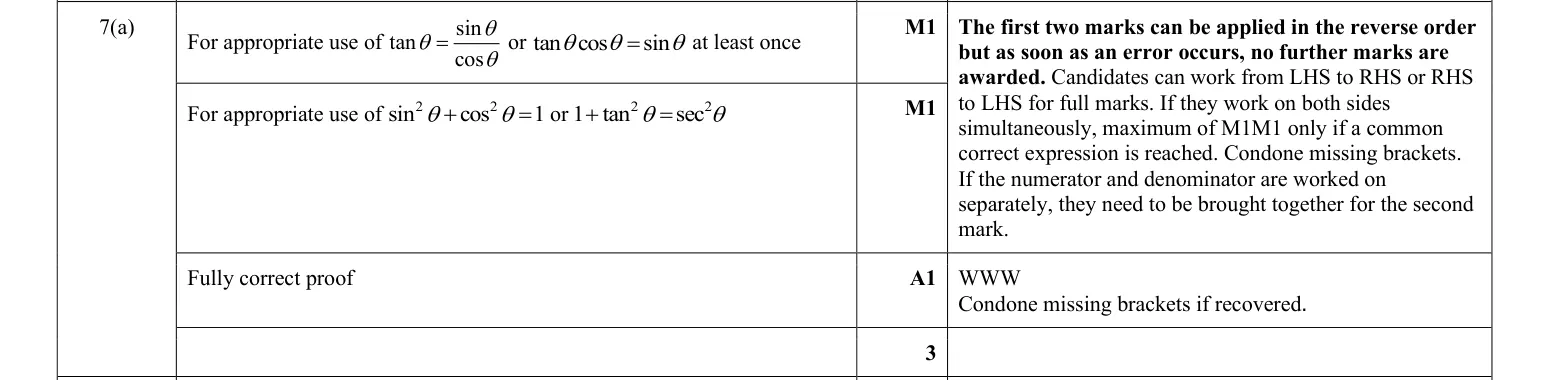 7(a)
For appropriate use of tan θ = sin θ / cos θ or tan θ cos θ = sin θ at least once
M1
The first two marks can be applied in the reverse order
but as soon as an error occurs, no further marks are
awarded. Candidates can work from LHS to RHS or RHS
to LHS for full marks. If they work on both sides
simultaneously, maximum of M1M1 only if a common
correct expression is reached. Condone missing brackets.
If the numerator and denominator are worked on
separately, they need to be brought together for the second
mark.
For appropriate use of sin² θ + cos² θ = 1 or 1 + tan² θ = sec² θ
M1
Fully correct proof
A1
WWW
Condone missing brackets if recovered.
3